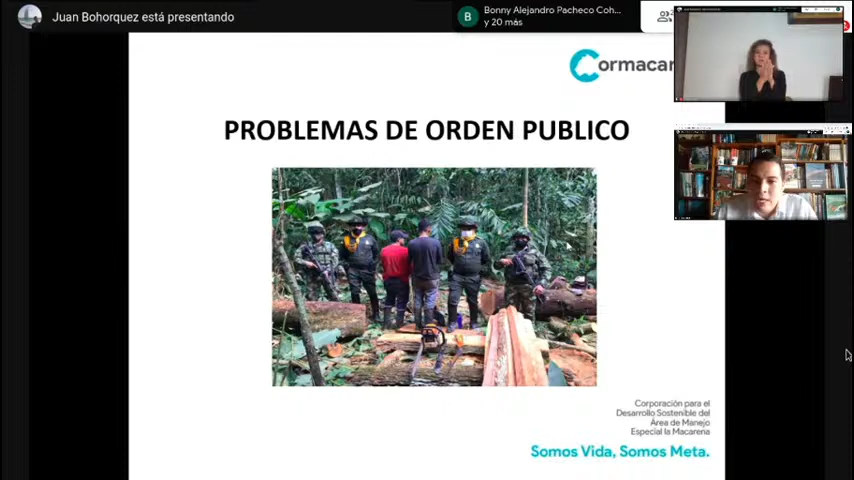 Juan Bohorquez está presentando
B
Bonny Alejandro Pacheco Coh...
y 20 más
Cormacar
PROBLEMAS DE ORDEN PUBLICO
Corporación para el
Desarrollo Sostenible del
Área de Manejo
Especial la Macarena
Somos Vida, Somos Meta.